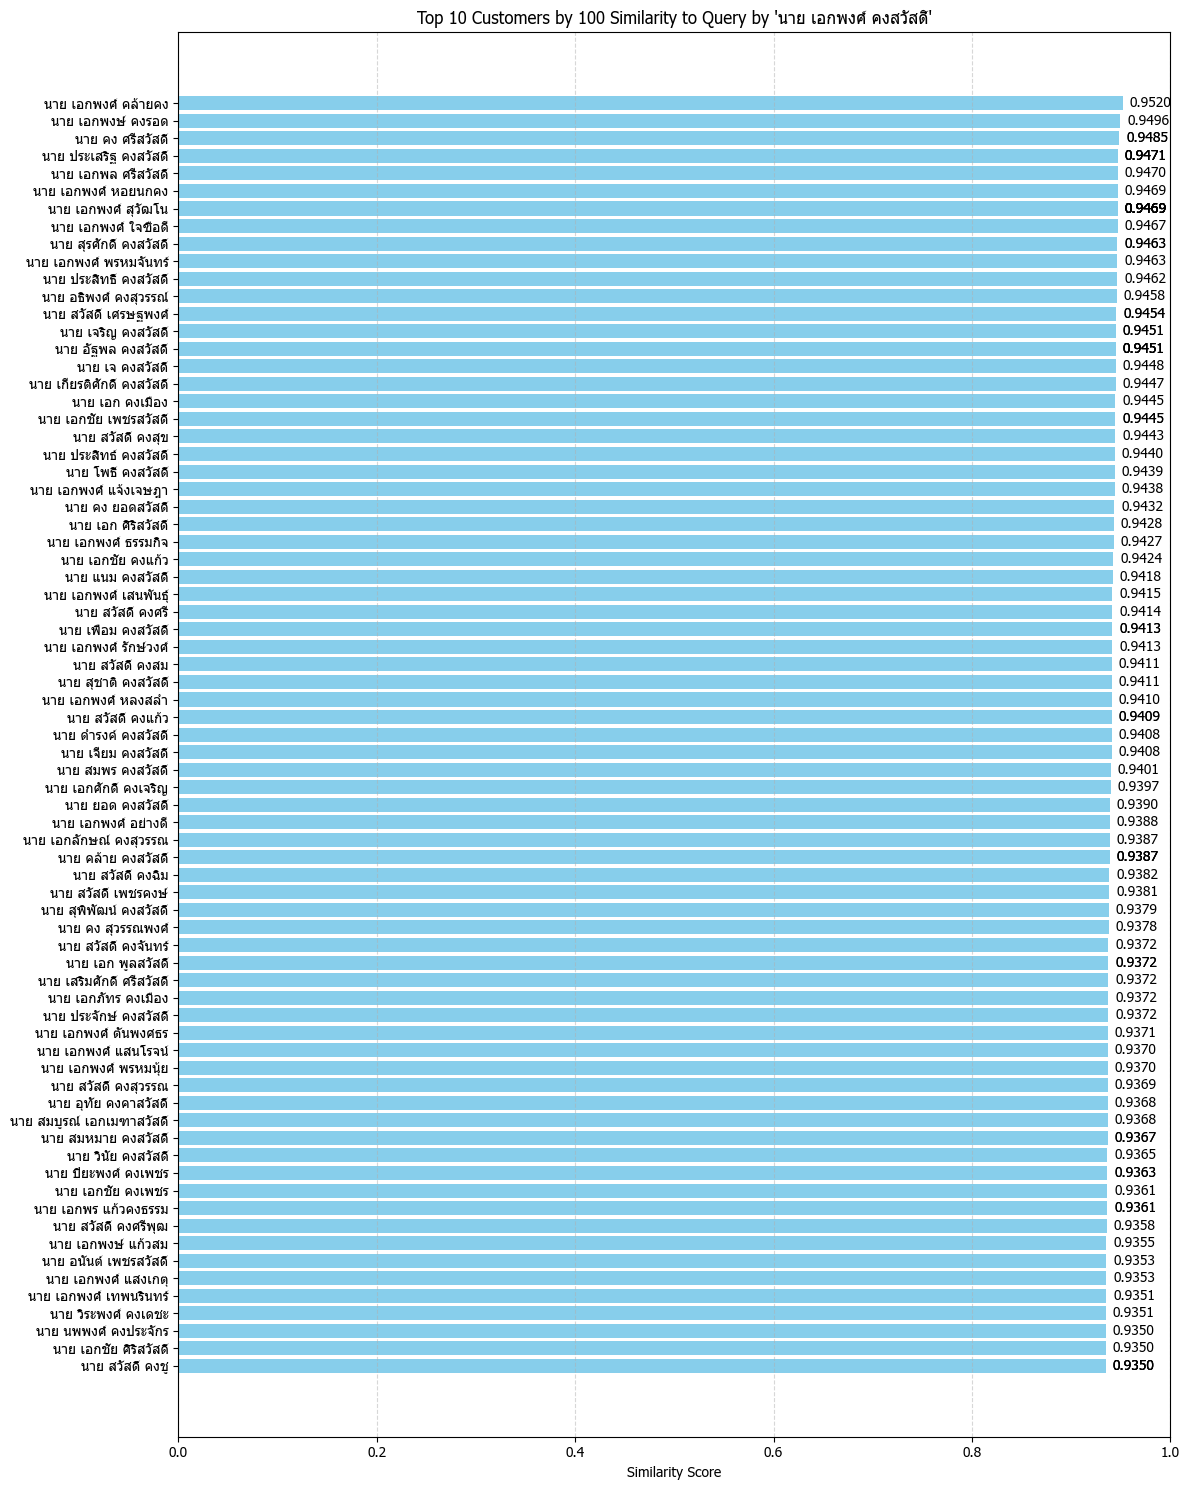 Top 10 Customers by 100 Similarity to Query by 'นาย เอกพงศ์ คงสวัสดิ์'
นาย เอกพงศ์ คล้ายคง 0.9520
นาย เอกพงษ์ คงรอด 0.9496
นาย คง ศรีสวัสดิ์ 0.9485
นาย ประเสริฐ คงสวัสดิ์ 0.9471
นาย เอกพล ศรีสวัสดิ์ 0.9470
นาย เอกพงศ์ หอยนกคง 0.9469
นาย เอกพงศ์ สุวัฒโน 0.9469
นาย เอกพงศ์ ใจซื่อดี 0.9467
นาย สุรศักดิ์ คงสวัสดิ์ 0.9463
นาย เอกพงศ์ พรหมจันทร์ 0.9463
นาย ประสิทธิ์ คงสวัสดิ์ 0.9462
นาย อธิพงศ์ คงสุวรรณ์ 0.9458
นาย สวัสดิ์ เศรษฐพงศ์ 0.9454
นาย เจริญ คงสวัสดิ์ 0.9451
นาย อัฐพล คงสวัสดิ์ 0.9451
นาย เจ คงสวัสดิ์ 0.9448
นาย เกียรติศักดิ์ คงสวัสดิ์ 0.9447
นาย เอก คงเมือง 0.9445
นาย เอกชัย เพชรสวัสดิ์ 0.9445
นาย สวัสดิ์ คงสุข 0.9443
นาย ประสิทธ์ คงสวัสดิ์ 0.9440
นาย โพธิ์ คงสวัสดิ์ 0.9439
นาย เอกพงศ์ แจ้งเจษฎา 0.9438
นาย คง ยอดสวัสดิ์ 0.9432
นาย เอก ศิริสวัสดิ์ 0.9428
นาย เอกพงศ์ ธรรมกิจ 0.9427
นาย เอกชัย คงแก้ว 0.9424
นาย แนม คงสวัสดิ์ 0.9418
นาย เอกพงศ์ เสนพันธุ์ 0.9415
นาย สวัสดิ์ คงศรี 0.9414
นาย เพื่อม คงสวัสดิ์ 0.9413
นาย เอกพงศ์ รักษ์วงศ์ 0.9413
นาย สวัสดิ์ คงสม 0.9411
นาย สุชาติ คงสวัสดิ์ 0.9411
นาย เอกพงศ์ หลงสลำ 0.9410
นาย สวัสดิ์ คงแก้ว 0.9409
นาย ดำรงค์ คงสวัสดิ์ 0.9408
นาย เจียม คงสวัสดิ์ 0.9408
นาย สมพร คงสวัสดิ์ 0.9401
นาย เอกศักดิ์ คงเจริญ 0.9397
นาย ยอด คงสวัสดิ์ 0.9390
นาย เอกพงศ์ อย่างดี 0.9388
นาย เอกลักษณ์ คงสุวรรณ 0.9387
นาย คล้าย คงสวัสดิ์ 0.9387
นาย สวัสดิ์ คงฉิม 0.9382
นาย สวัสดิ์ เพชรคงษ์ 0.9381
นาย สุพิพัฒน์ คงสวัสดิ์ 0.9379
นาย คง สุวรรณพงศ์ 0.9378
นาย สวัสดิ์ คงจันทร์ 0.9372
นาย เอก พูลสวัสดิ์ 0.9372
นาย เสริมศักดิ์ ศรีสวัสดิ์ 0.9372
นาย เอกภัทร คงเมือง 0.9372
นาย ประจักษ์ คงสวัสดิ์ 0.9372
นาย เอกพงศ์ ตันพงศธร 0.9371
นาย เอกพงศ์ แสนโรจน์ 0.9370
นาย เอกพงศ์ พรหมนุ้ย 0.9370
นาย สวัสดิ์ คงสุวรรณ 0.9369
นาย อุทัย คงคาสวัสดิ์ 0.9368
นาย สมบูรณ์ เอกเมฑาสวัสดิ์ 0.9368
นาย สมหมาย คงสวัสดิ์ 0.9367
นาย วินัย คงสวัสดิ์ 0.9365
นาย ปิยะพงศ์ คงเพชร 0.9363
นาย เอกชัย คงเพชร 0.9361
นาย เอกพร แก้วคงธรรม 0.9361
นาย สวัสดิ์ คงศรีพุฒ 0.9358
นาย เอกพงษ์ แก้วสม 0.9355
นาย อนันต์ เพชรสวัสดิ์ 0.9353
นาย เอกพงศ์ แสงเกตุ 0.9353
นาย เอกพงศ์ เทพนรินทร์ 0.9351
นาย วิระพงศ์ คงเดชะ 0.9351
นาย นพพงศ์ คงประจักร 0.9350
นาย เอกชัย ศิริสวัสดิ์ 0.9350
นาย สวัสดิ์ คงชู 0.9350
0.0 0.2 0.4 0.6 0.8 1.0
Similarity Score